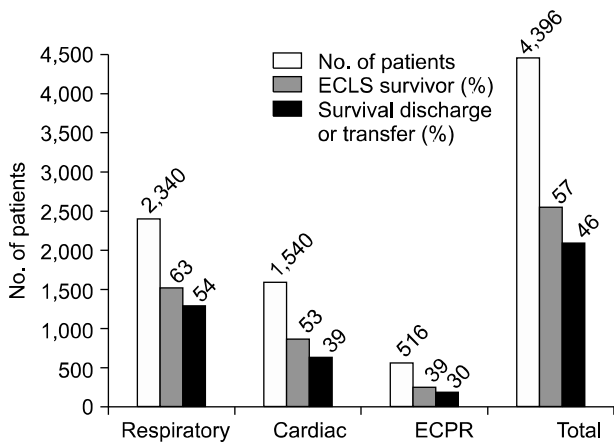 No. of patients
4,500
4,000
3,500
3,000
2,500
2,000
1,500
1,000
500
0
No. of patients
ECLS survivor (%)
Survival discharge
or transfer (%)
2,340
63
54
1,540
53
39
516
39
30
4,396
57
46
Respiratory
Cardiac
ECPR
Total